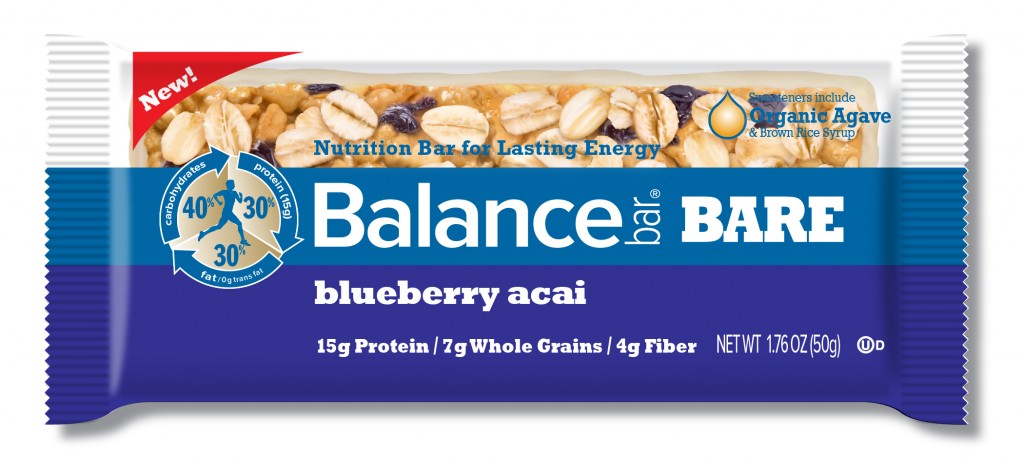 New!
Sweeteners include
Organic Agave
& Brown Rice Syrup
Nutrition Bar for Lasting Energy
carbohydrates
40%
protein (15g)
30%
30%
fat/0g trans fat
Balance bar® BARE
blueberry acai
15g Protein / 7g Whole Grains / 4g Fiber NET WT 1.76 OZ (50g) U D